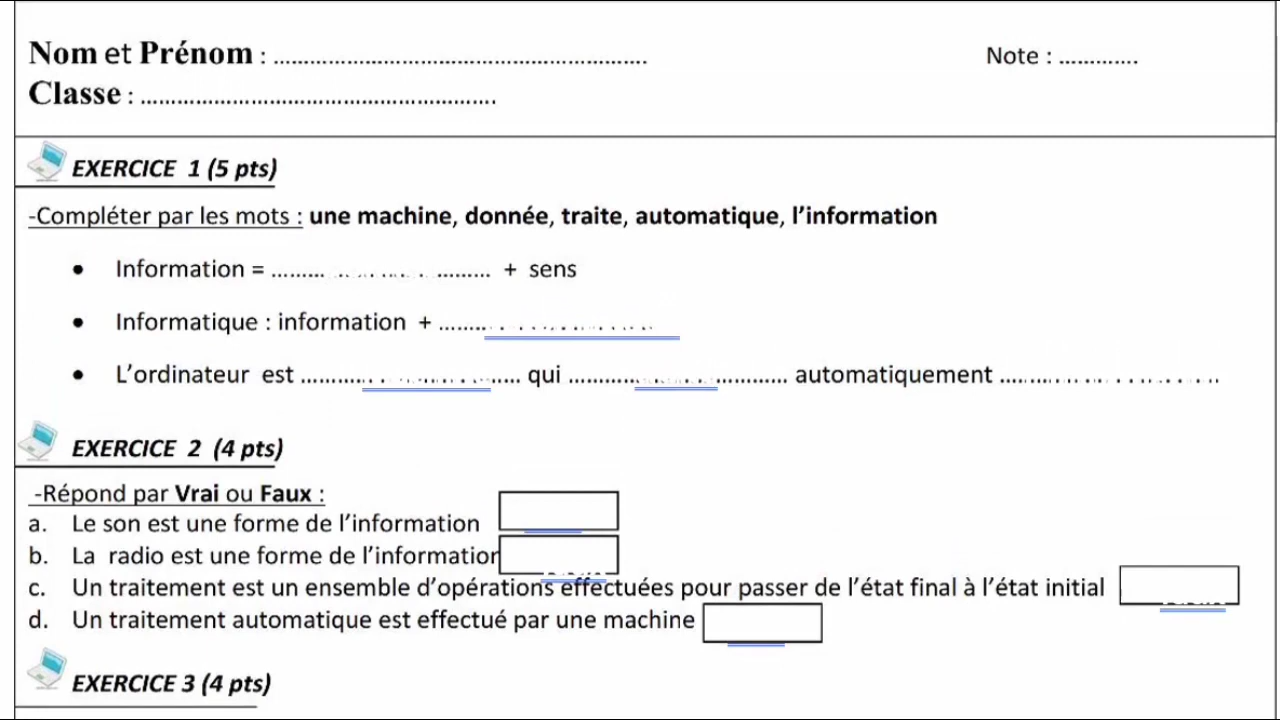 Nom et Prénom : ........................................................ Note : .............
Classe : .....................................................
EXERCICE 1 (5 pts)
-Compléter par les mots : une machine, donnée, traite, automatique, l’information
• Information = ................................. + sens
• Informatique : information + ....................................
• L’ordinateur est ................................. qui ................................. automatiquement .................................
EXERCICE 2 (4 pts)
-Répond par Vrai ou Faux :
a. Le son est une forme de l’information
b. La radio est une forme de l’information
c. Un traitement est un ensemble d’opérations effectuées pour passer de l’état final à l’état initial
d. Un traitement automatique est effectué par une machine
EXERCICE 3 (4 pts)